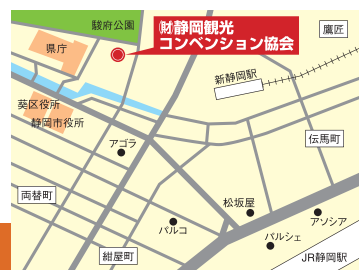 駿府公園
㈶静岡観光
コンベンション協会
鷹匠
県庁
新静岡駅
葵区役所
静岡市役所
アゴラ
伝馬町
両替町
松坂屋
アソシア
パルコ
パルシェ
紺屋町
JR静岡駅